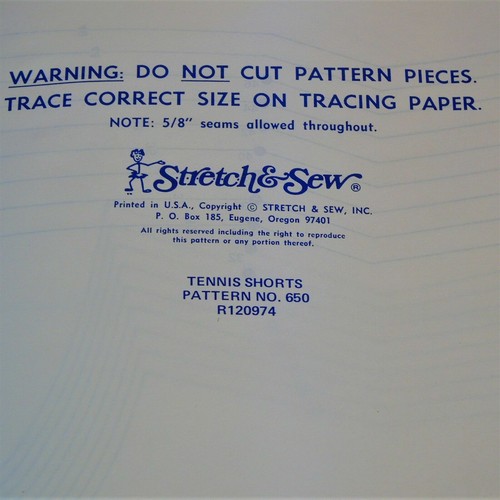 WARNING: DO NOT CUT PATTERN PIECES.
TRACE CORRECT SIZE ON TRACING PAPER.
NOTE: 5/8" seams allowed throughout.
Stretch & Sew ®
Printed in U.S.A., Copyright © STRETCH & SEW, INC.
P. O. Box 185, Eugene, Oregon 97401
All rights reserved including the right to reproduce
this pattern or any portion thereof.
TENNIS SHORTS
PATTERN NO. 650
R120974